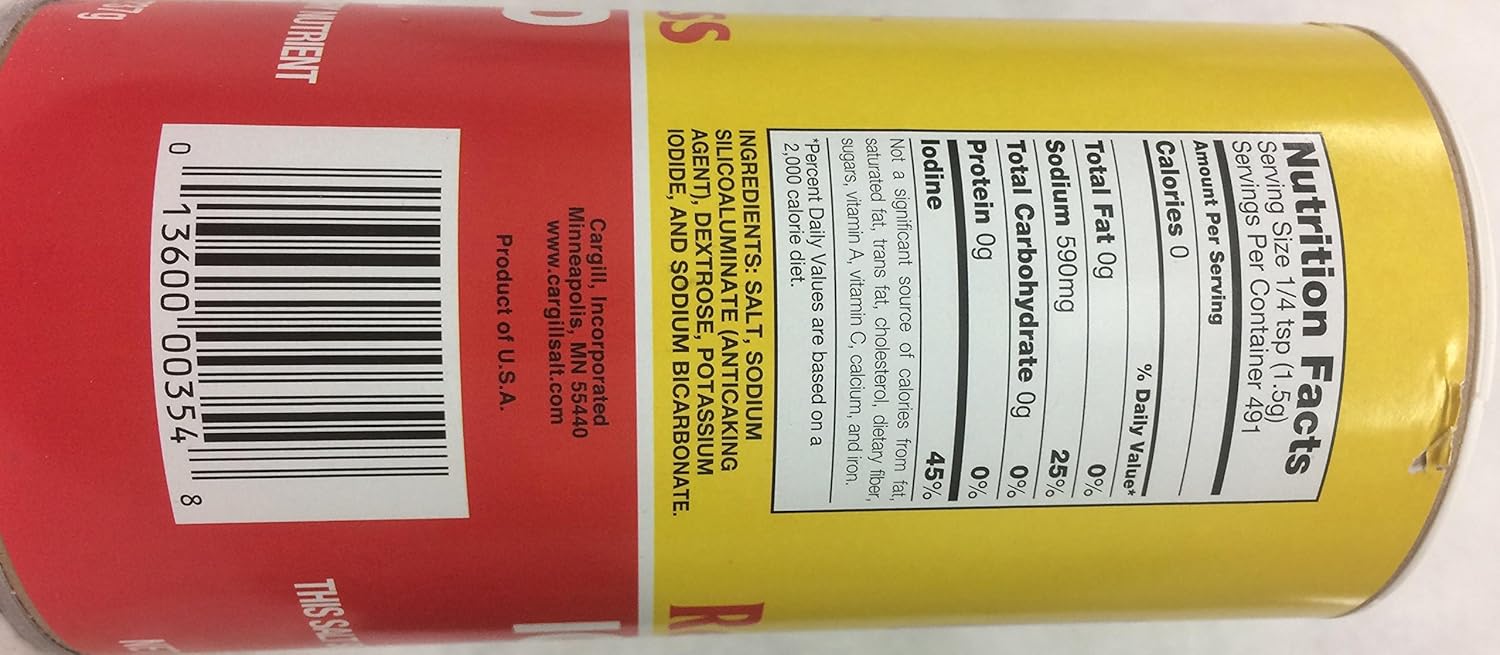 Nutrition Facts
Serving Size 1/4 tsp (1.5g)
Servings Per Container 491
Amount Per Serving
Calories 0
% Daily Value*
Total Fat 0g 0%
Sodium 590mg 25%
Total Carbohydrate 0g 0%
Protein 0g 0%
Iodine 45%
Not a significant source of calories from fat,
saturated fat, trans fat, cholesterol, dietary fiber,
sugars, vitamin A, vitamin C, calcium, and iron.
*Percent Daily Values are based on a
2,000 calorie diet.
INGREDIENTS: SALT, SODIUM
SILICOALUMINATE (ANTICAKING
AGENT), DEXTROSE, POTASSIUM
IODIDE, AND SODIUM BICARBONATE.
Cargill, Incorporated
Minneapolis, MN 55440
www.cargillsalt.com
Product of U.S.A.
0 13600 00354 8
NUTRIENT
THIS